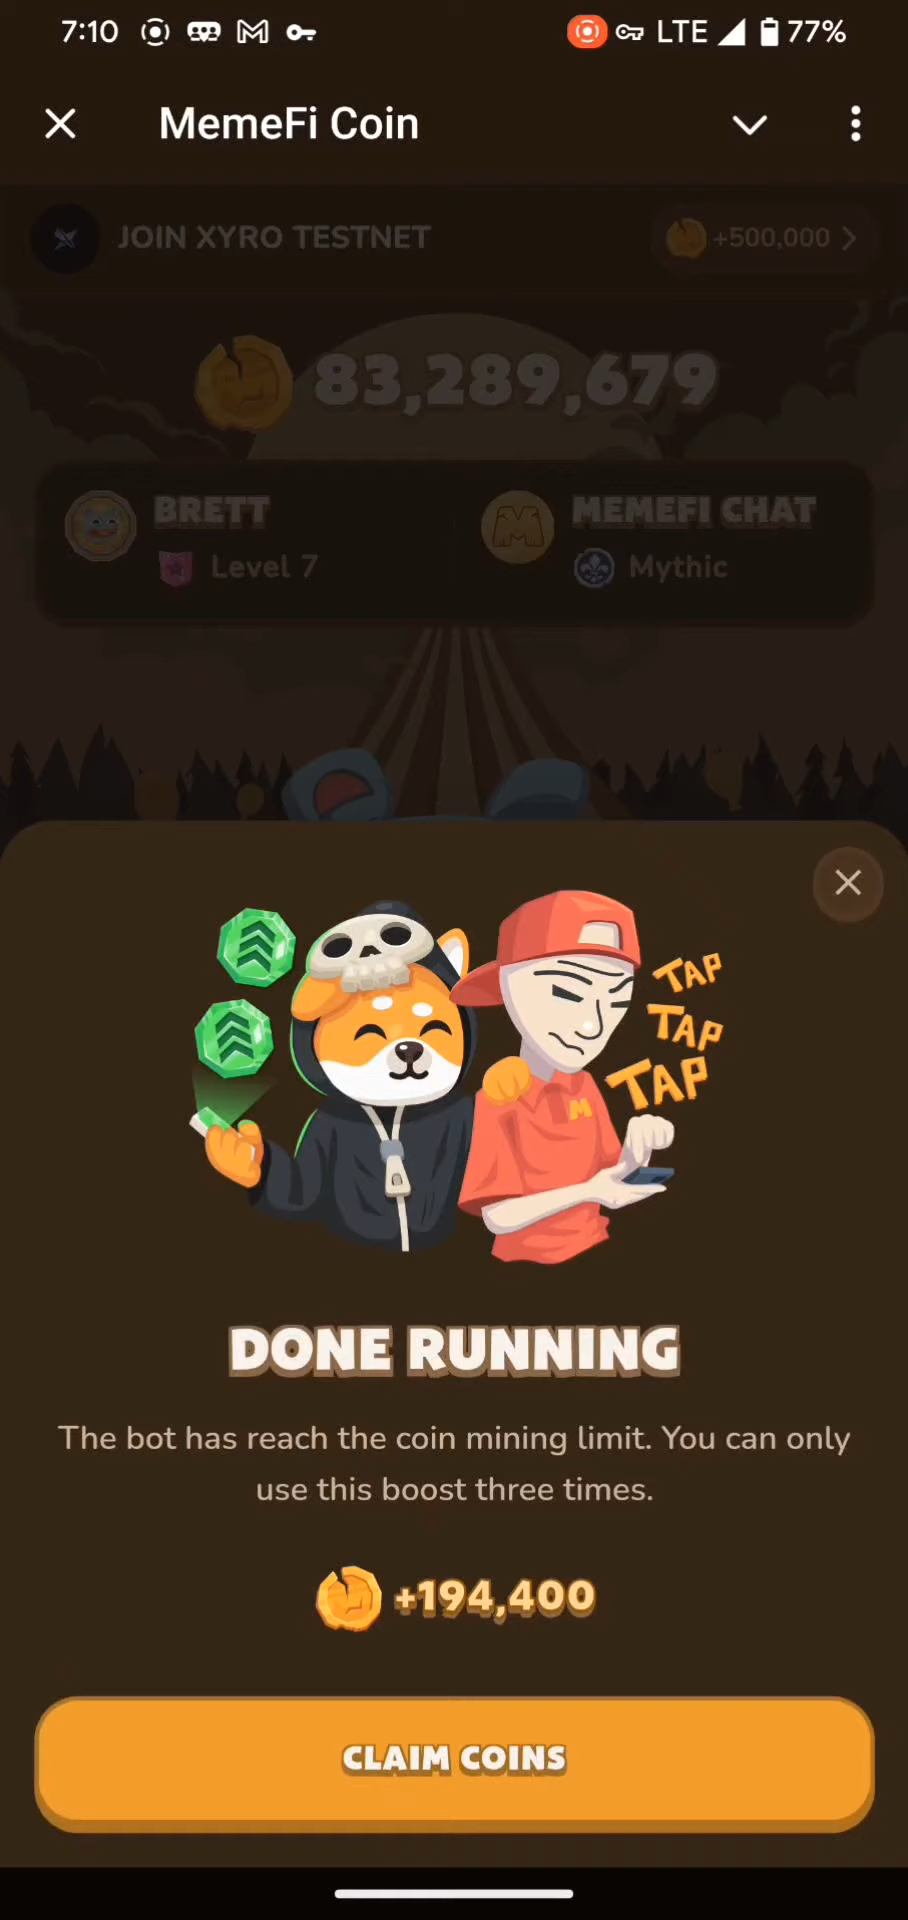 7:10
LTE 77%
MemeFi Coin
JOIN XYRO TESTNET
+500,000
83,289,679
BRETT
Level 7
MEMEFI CHAT
Mythic
TAP
TAP
TAP
M
DONE RUNNING
The bot has reach the coin mining limit. You can only
use this boost three times.
+194,400
CLAIM COINS